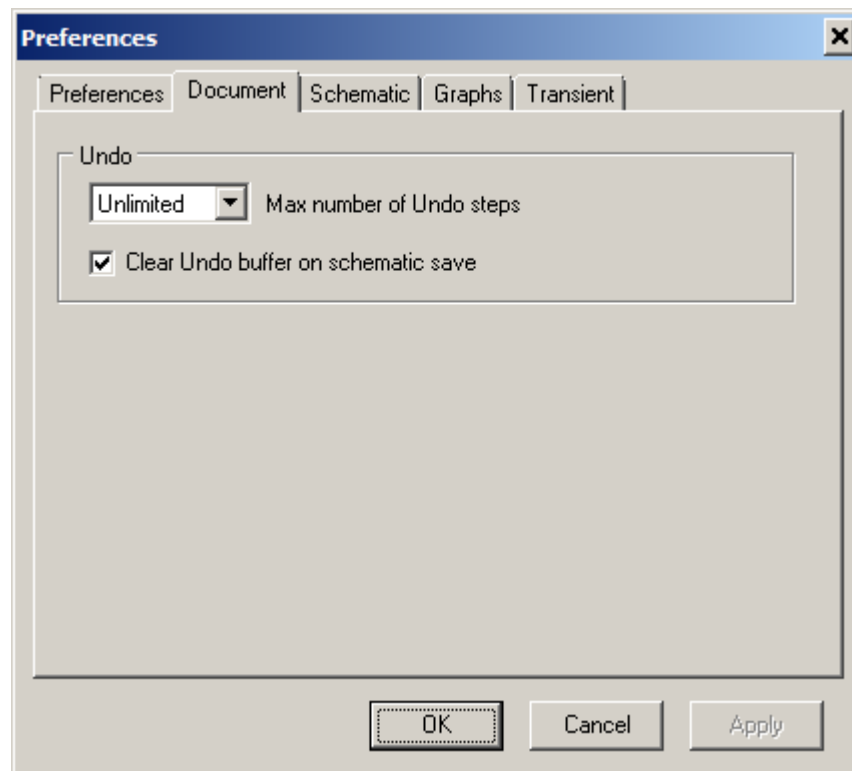 Preferences
Preferences Document Schematic Graphs Transient
Undo
Unlimited Max number of Undo steps
Clear Undo buffer on schematic save
OK Cancel Apply